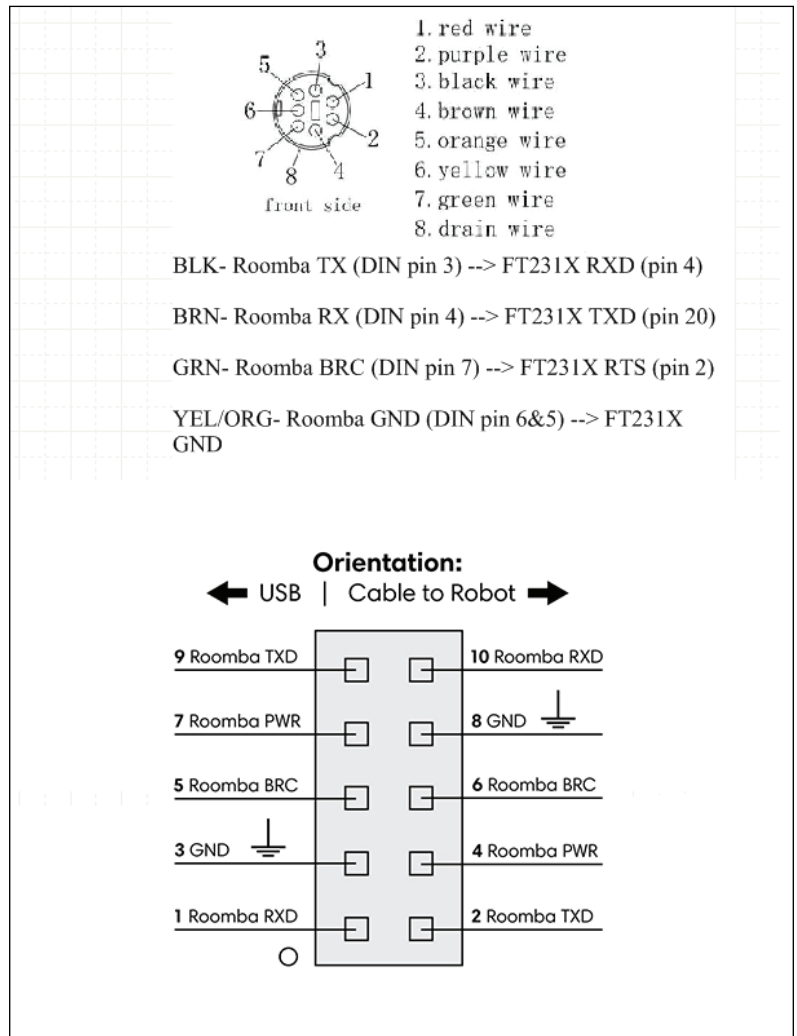 1. red wire
2. purple wire
3. black wire
4. brown wire
5. orange wire
6. yellow wire
7. green wire
8. drain wire
3
5
1
6
2
7
4
8
front side
BLK- Roomba TX (DIN pin 3) --> FT231X RXD (pin 4)
BRN- Roomba RX (DIN pin 4) --> FT231X TXD (pin 20)
GRN- Roomba BRC (DIN pin 7) --> FT231X RTS (pin 2)
YEL/ORG- Roomba GND (DIN pin 6&5) --> FT231X
GND
Orientation:
USB | Cable to Robot
9 Roomba TXD
10 Roomba RXD
7 Roomba PWR
8 GND
5 Roomba BRC
6 Roomba BRC
3 GND
4 Roomba PWR
1 Roomba RXD
2 Roomba TXD